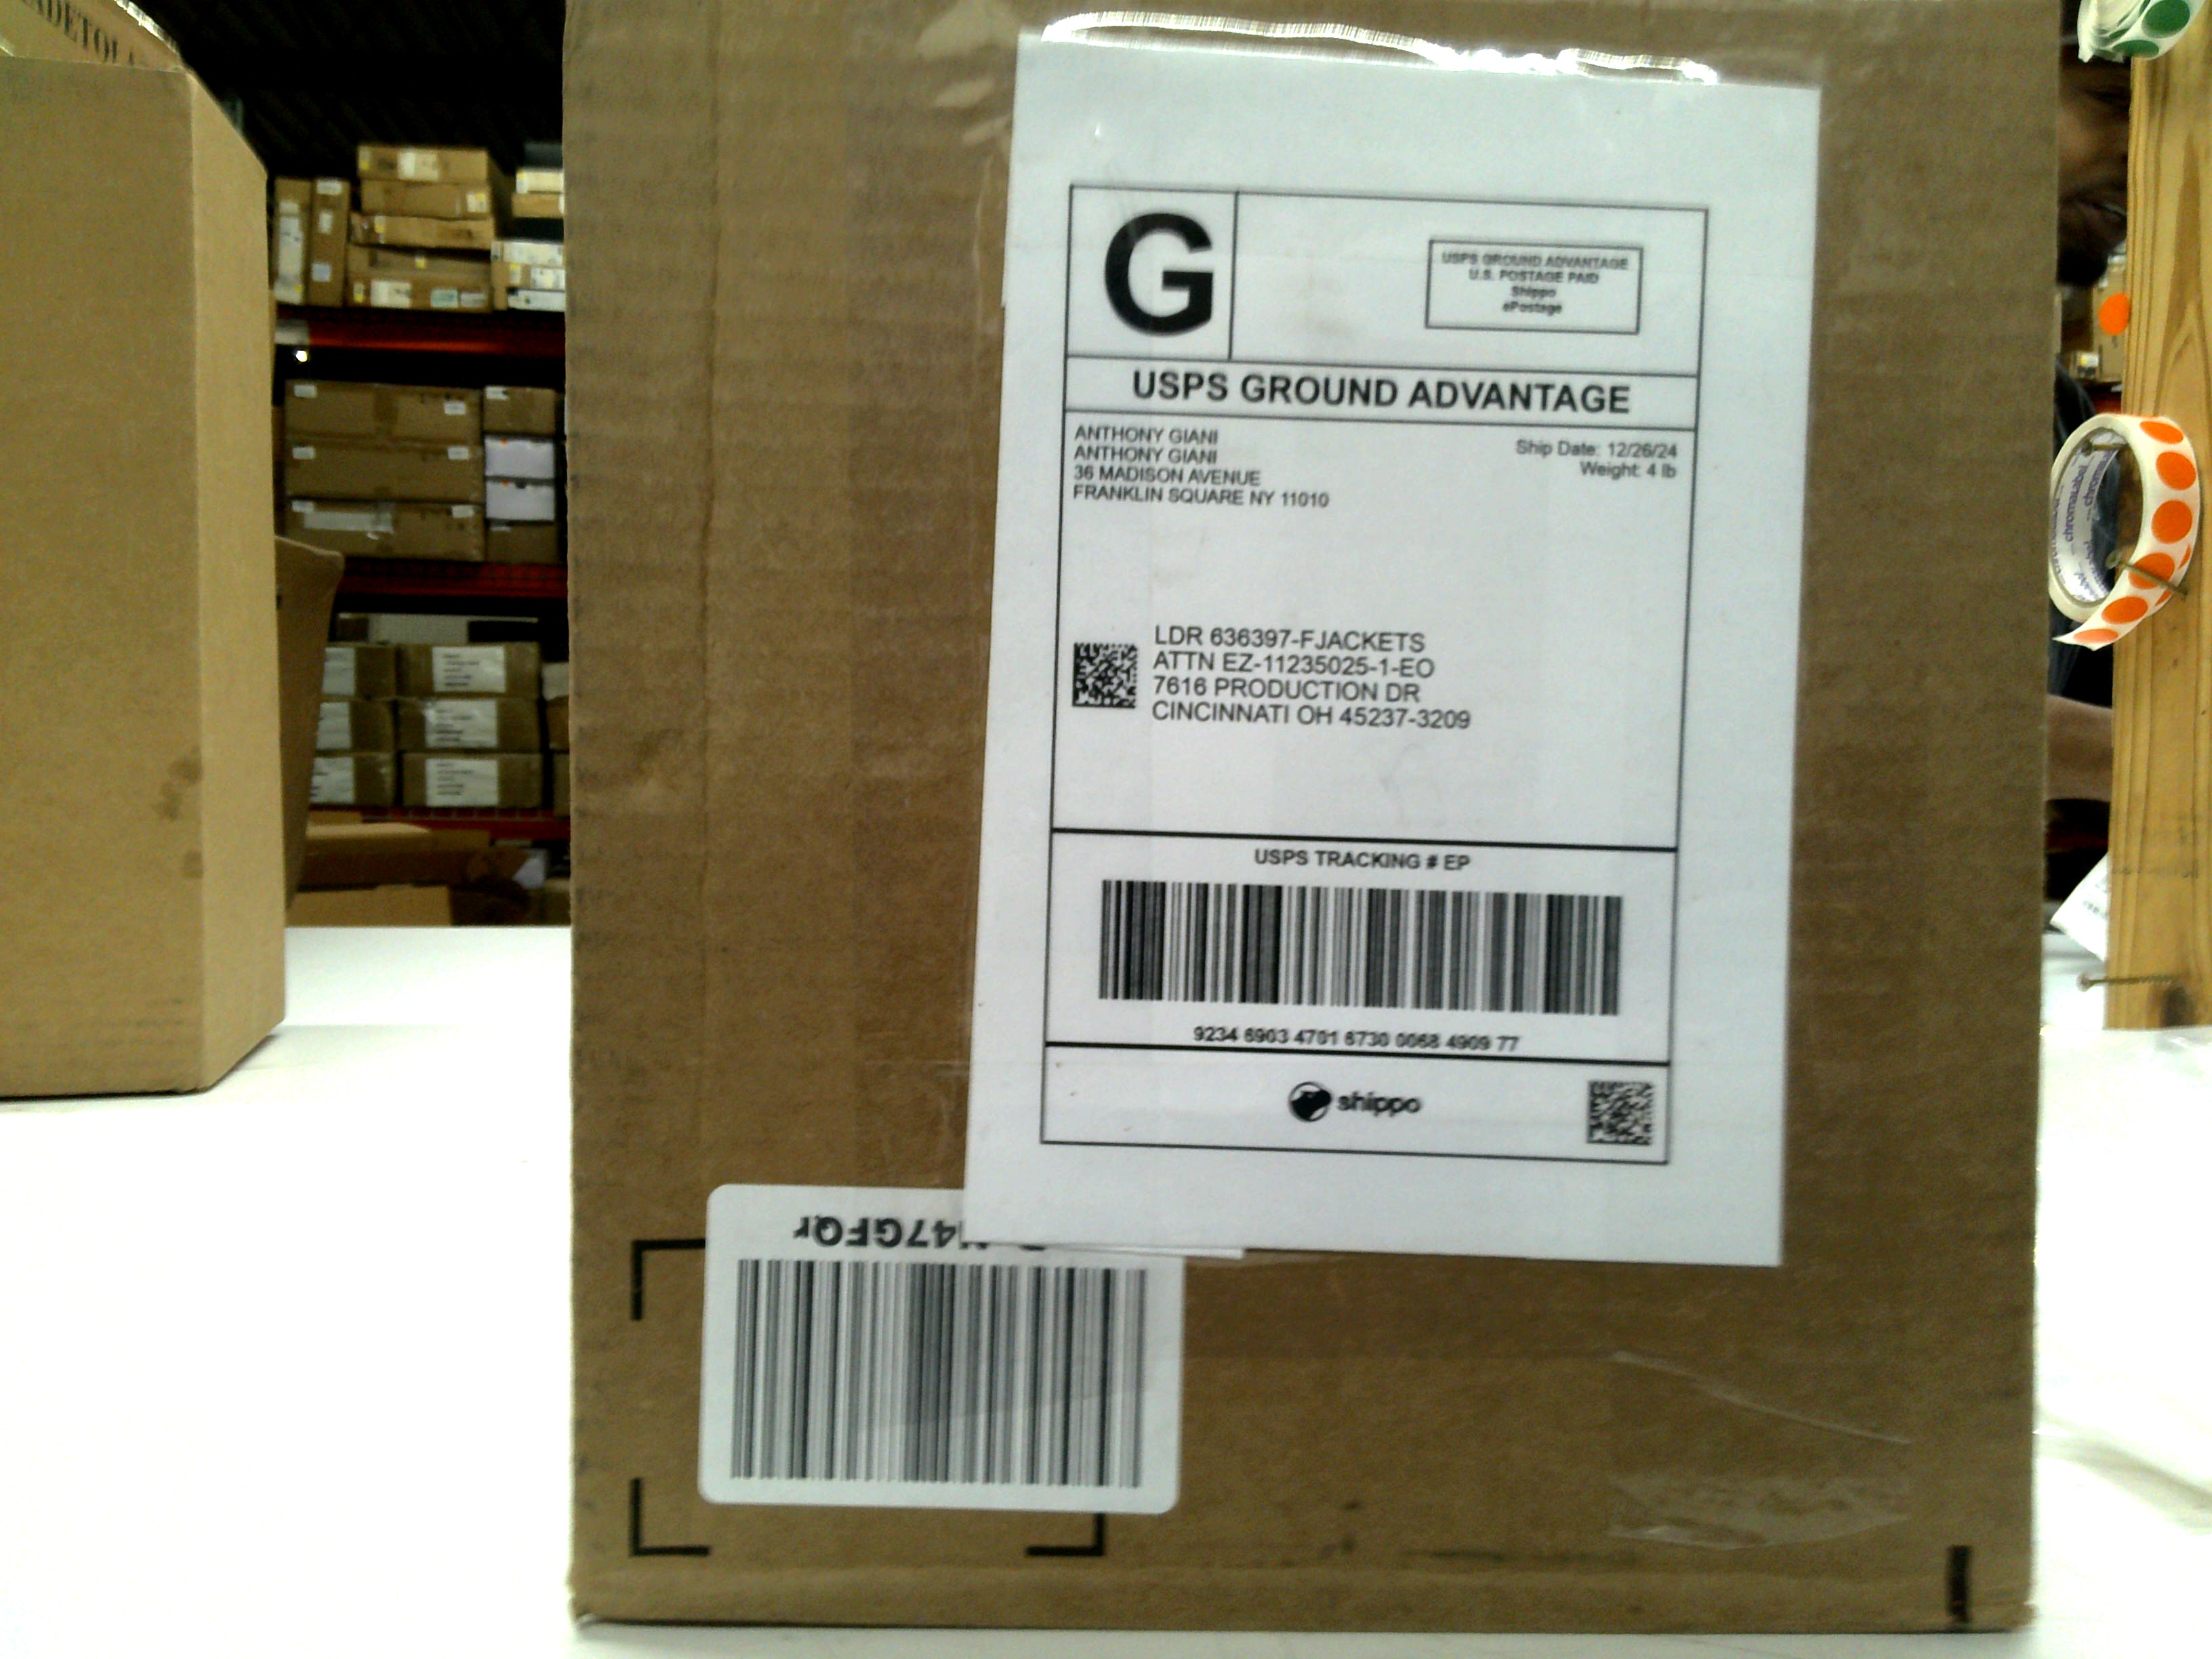 G
USPS GROUND ADVANTAGE
U.S. POSTAGE PAID
Shippo
ePostage
USPS GROUND ADVANTAGE
ANTHONY GIANI
ANTHONY GIANI
36 MADISON AVENUE
FRANKLIN SQUARE NY 11010
Ship Date: 12/26/24
Weight: 4 lb
LDR 636397-FJACKETS
ATTN EZ-11235025-1-EO
7616 PRODUCTION DR
CINCINNATI OH 45237-3209
USPS TRACKING # EP
9234 6903 4701 6730 0068 4909 77
shippo
47GFQr
chromalabel